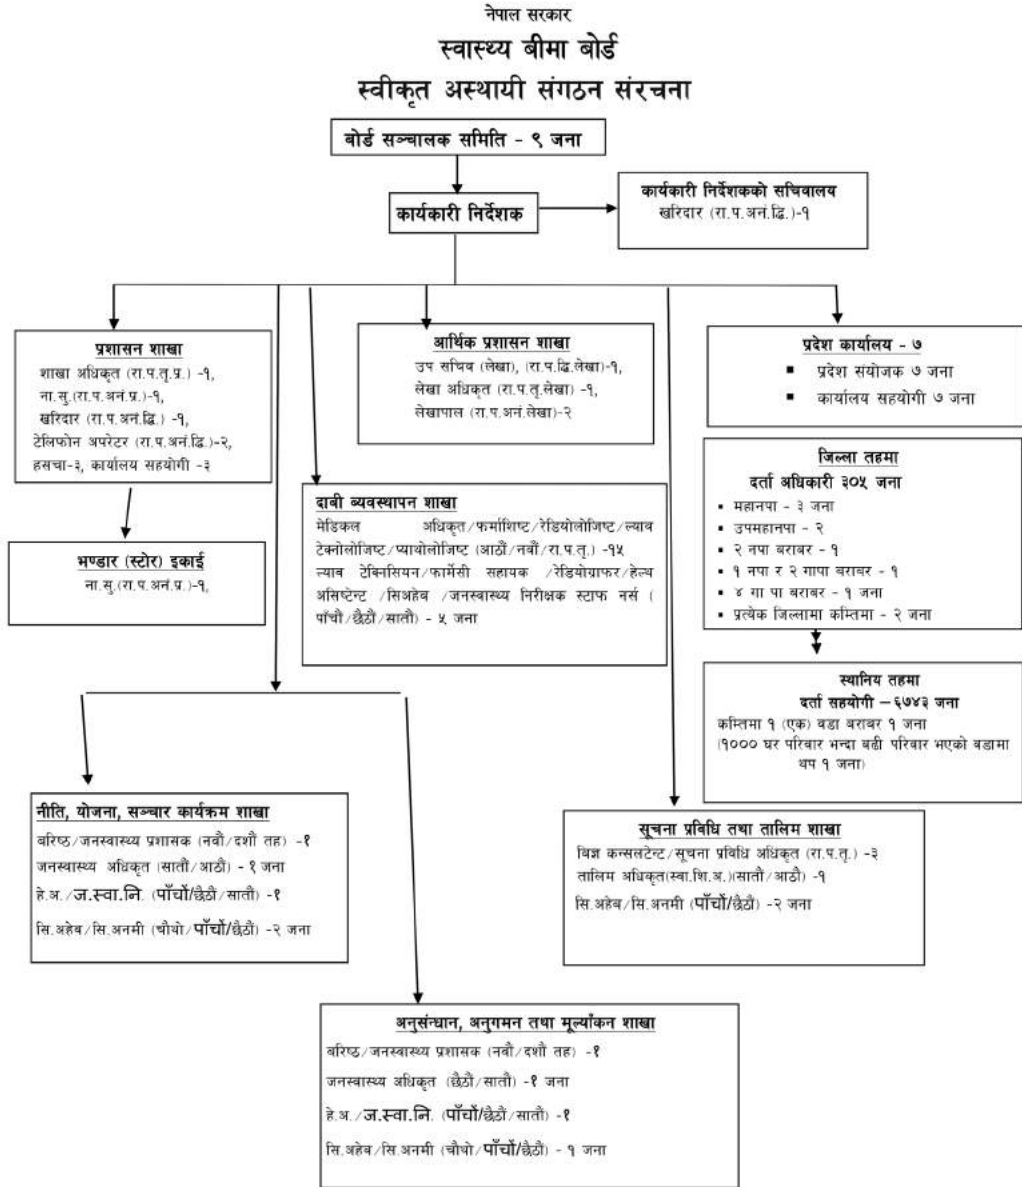 नेपाल सरकार
स्वास्थ्य बीमा बोर्ड
स्वीकृत अस्थायी संगठन संरचना
बोर्ड सञ्चालक समिति - ९ जना
कार्यकारी निर्देशक
कार्यकारी निर्देशकको सचिवालय
खरिदार (रा.प.अनं.द्वि.)-१
प्रशासन शाखा
शाखा अधिकृत (रा.प.तृ.प्र.) -१,
ना.सु.(रा.प.अनं.प्र.)-१,
खरिदार (रा.प.अनं.द्वि.) -१,
टेलिफोन अपरेटर (रा.प.अनं.द्वि.)-२,
हसचा-३, कार्यालय सहयोगी -३
भण्डार (स्टोर) इकाई
ना.सु.(रा.प.अनं.प्र.)-१,
आर्थिक प्रशासन शाखा
उप सचिव (लेखा), (रा.प.द्वि.लेखा)-१,
लेखा अधिकृत (रा.प.तृ.लेखा) -१,
लेखापाल (रा.प.अनं.लेखा)-२
दाबी ब्यवस्थापन शाखा
मेडिकल अधिकृत/फर्माशिष्ट/रेडियोलोजिष्ट/ल्याव
टेक्नोलोजिष्ट/प्यायोलोजिष्ट (आठौं/नवौं/रा.प.तृ.) -१५
ल्याव टेक्निसियन/फार्मेसी सहायक /रेडियोग्राफर/हेल्थ
असिष्टेन्ट /सिअहेव /जनस्वास्थ्य निरीक्षक स्टाफ नर्स (
पाँचौ/छैठौं/सातौ) - ५ जना
प्रदेश कार्यालय - ७
▪ प्रदेश संयोजक ७ जना
▪ कार्यालय सहयोगी ७ जना
जिल्ला तहमा
दर्ता अधिकारी ३०५ जना
▪ महानपा - ३ जना
▪ उपमहानपा - २
▪ २ नपा बराबर - १
▪ १ नपा र २ गापा बराबर - १
▪ ४ गा पा बराबर - १ जना
▪ प्रत्येक जिल्लामा कम्तिमा - २ जना
स्थानिय तहमा
दर्ता सहयोगी – ६७४३ जना
कम्तिमा १ (एक) वडा बराबर १ जना
(१००० घर परिवार भन्दा बढी परिवार भएको वडामा
थप १ जना)
नीति, योजना, सञ्चार कार्यक्रम शाखा
बरिष्ठ/जनस्वास्थ्य प्रशासक (नवौं/दशौं तह) -१
जनस्वास्थ्य अधिकृत (सातौं/आठौं) -१ जना
हे.अ./ज.स्वा.नि. (पाँचों/छैठौं/सातौं) -१
सि.अहेब/सि.अनमी (चौथो/पाँचों/छैठौं) -२ जना
सूचना प्रविधि तथा तालिम शाखा
बिज्ञ कन्सलटेन्ट/सूचना प्रविधि अधिकृत (रा.प.तृ.) -३
तालिम अधिकृत(स्वा.शि.अ.)(सातौं/आठौ) -१
सि.अहेब/सि.अनमी (पाँचों/छैठौं) -२ जना
अनुसंन्धान, अनुगमन तथा मूल्याँकन शाखा
बरिष्ठ/जनस्वास्थ्य प्रशासक (नवौं/दशौं तह) -१
जनस्वास्थ्य अधिकृत (छैठौं/सातौं) -१ जना
हे.अ./ज.स्वा.नि. (पाँचों/छैठौं/सातौं) -१
सि.अहेब/सि.अनमी (चौथो/पाँचों/छैठौं) - १ जना